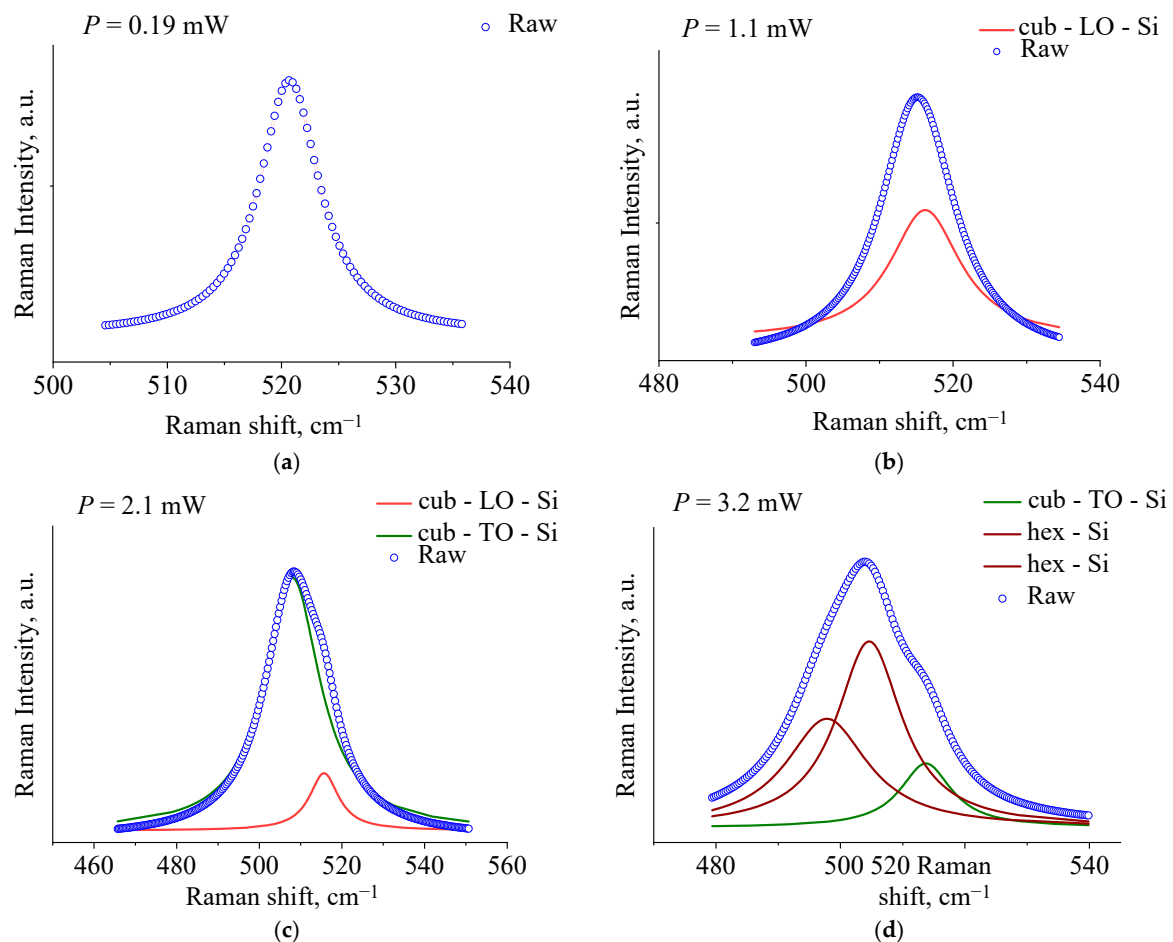 P = 0.19 mW
Raw
Raman Intensity, a.u.
500 510 520 530 540
Raman shift, cm⁻¹
(a)
P = 1.1 mW
cub - LO - Si
Raw
Raman Intensity, a.u.
480 500 520 540
Raman shift, cm⁻¹
(b)
P = 2.1 mW
cub - LO - Si
cub - TO - Si
Raw
Raman Intensity, a.u.
460 480 500 520 540 560
Raman shift, cm⁻¹
(c)
P = 3.2 mW
cub - TO - Si
hex - Si
hex - Si
Raw
Raman Intensity, a.u.
480 500 520 Raman 540
shift, cm⁻¹
(d)